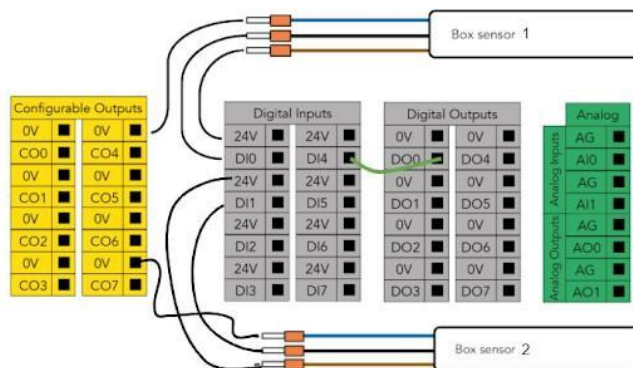 Box sensor 1
Configurable Outputs
0V 0V
CO0 CO4
0V 0V
CO1 CO5
0V 0V
CO2 CO6
0V 0V
CO3 CO7
Digital Inputs
24V 24V
DI0 DI4
24V 24V
DI1 DI5
24V 24V
DI2 DI6
24V 24V
DI3 DI7
Digital Outputs
0V 0V
DO0 DO4
0V 0V
DO1 DO5
0V 0V
DO2 DO6
0V 0V
DO3 DO7
Analog
Analog Inputs
AG
AI0
AG
AI1
Analog Outputs
AG
AO0
AG
AO1
Box sensor 2